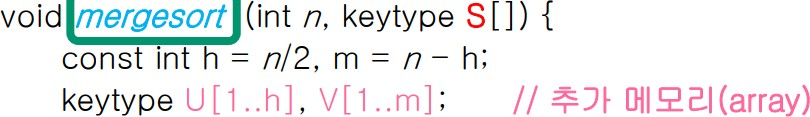 void mergesort (int n, keytype S[]) {
const int h = n/2, m = n - h;
keytype U[1..h], V[1..m]; // 추가 메모리(array)